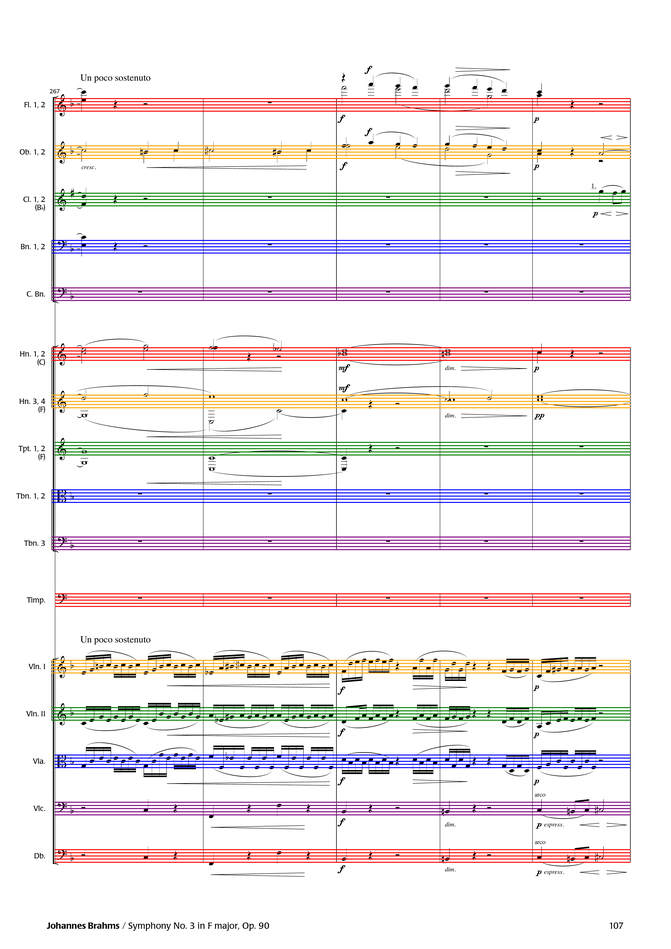 Un poco sostenuto
267
f
Fl. 1, 2
f
p
f
Ob. 1, 2
cresc.
f
p
Cl. 1, 2
(B♭)
1.
p
Bn. 1, 2
C. Bn.
Hn. 1, 2
(C)
mf
dim.
p
mf
Hn. 3, 4
(F)
dim.
pp
Tpt. 1, 2
(F)
Tbn. 1, 2
Tbn. 3
Timp.
Un poco sostenuto
Vln. I
f
p
Vln. II
f
p
Vla.
f
p
arco
Vlc.
f
dim.
p espress.
arco
Db.
f
dim.
p espress.
Johannes Brahms / Symphony No. 3 in F major, Op. 90
107